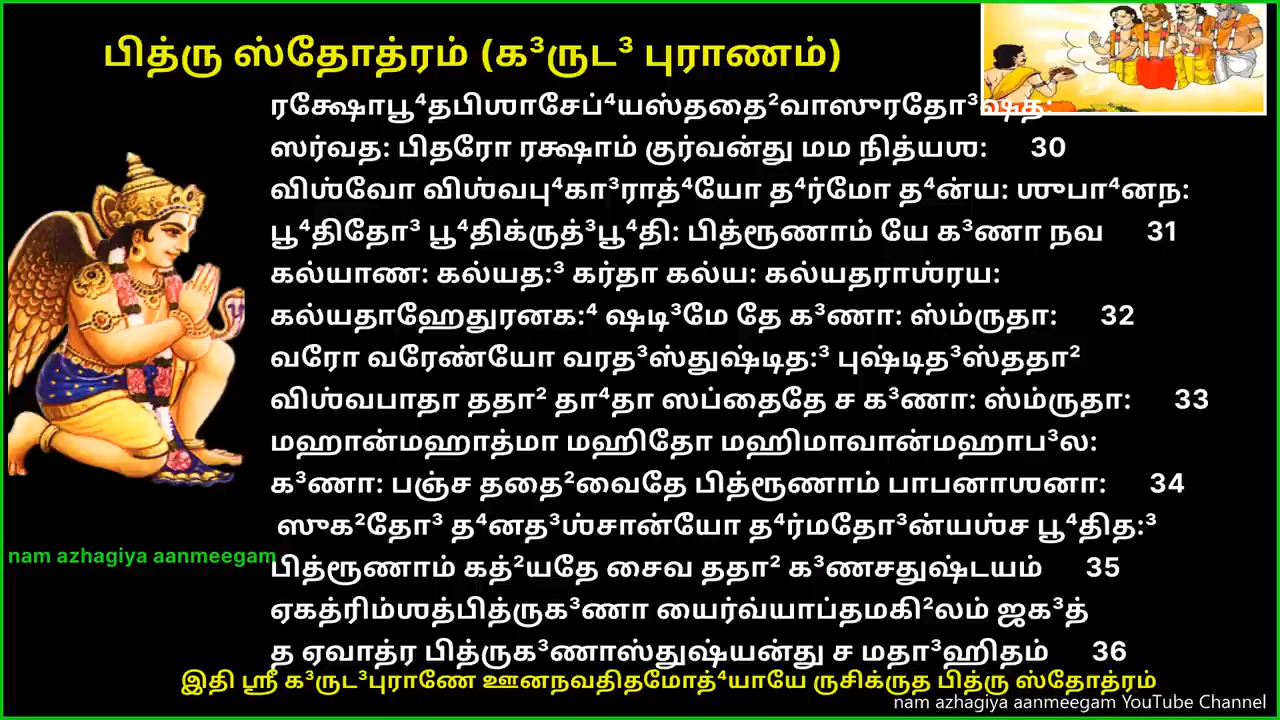 பித்ரு ஸ்தோத்ரம் (க³ருட³ புராணம்)
ரக்ஷோபூ⁴தபிஶாசேப்⁴யஸ்ததை²வாஸுரதோ³ஷத:
ஸர்வத: பிதரோ ரக்ஷாம் குர்வன்து மம நித்யஶ: 30
விஶ்வோ விஶ்வபு⁴கா³ராத்⁴யோ த⁴ர்மோ த⁴ன்ய: ஶுபா⁴னந:
பூ⁴திதோ³ பூ⁴திக்ருத்³பூ⁴தி: பித்ரூணாம் யே க³ணா நவ 31
கல்யாண: கல்யத:³ கர்தா கல்ய: கல்யதராஶ்ரய:
கல்யதாஹேதுரனக:⁴ ஷடி³மே தே க³ணா: ஸ்ம்ருதா: 32
வரோ வரேண்யோ வரத³ஸ்துஷ்டித:³ புஷ்டித³ஸ்ததா²
விஶ்வபாதா ததா² தா⁴தா ஸப்தைதே ச க³ணா: ஸ்ம்ருதா: 33
மஹான்மஹாத்மா மஹிதோ மஹிமாவான்மஹாப³ல:
க³ணா: பஞ்ச ததை²வைதே பித்ரூணாம் பாபனாஶனா: 34
ஸுக²தோ³ த⁴னத³ஶ்சான்யோ த⁴ர்மதோ³ன்யஶ்ச பூ⁴தித:³
nam azhagiya aanmeegam
பித்ரூணாம் கத்²யதே சைவ ததா² க³ணசதுஷ்டயம் 35
ஏகத்ரிம்ஶத்பித்ருக³ணா யைர்வ்யாப்தமகி²லம் ஜக³த்
த ஏவாத்ர பித்ருக³ணாஸ்துஷ்யன்து ச மதா³ஹிதம் 36
இதி ஸ்ரீ க³ருட³புராணே ஊனநவதிதமோத்⁴யாயே ருசிக்ருத பித்ரு ஸ்தோத்ரம்
nam azhagiya aanmeegam YouTube Channel